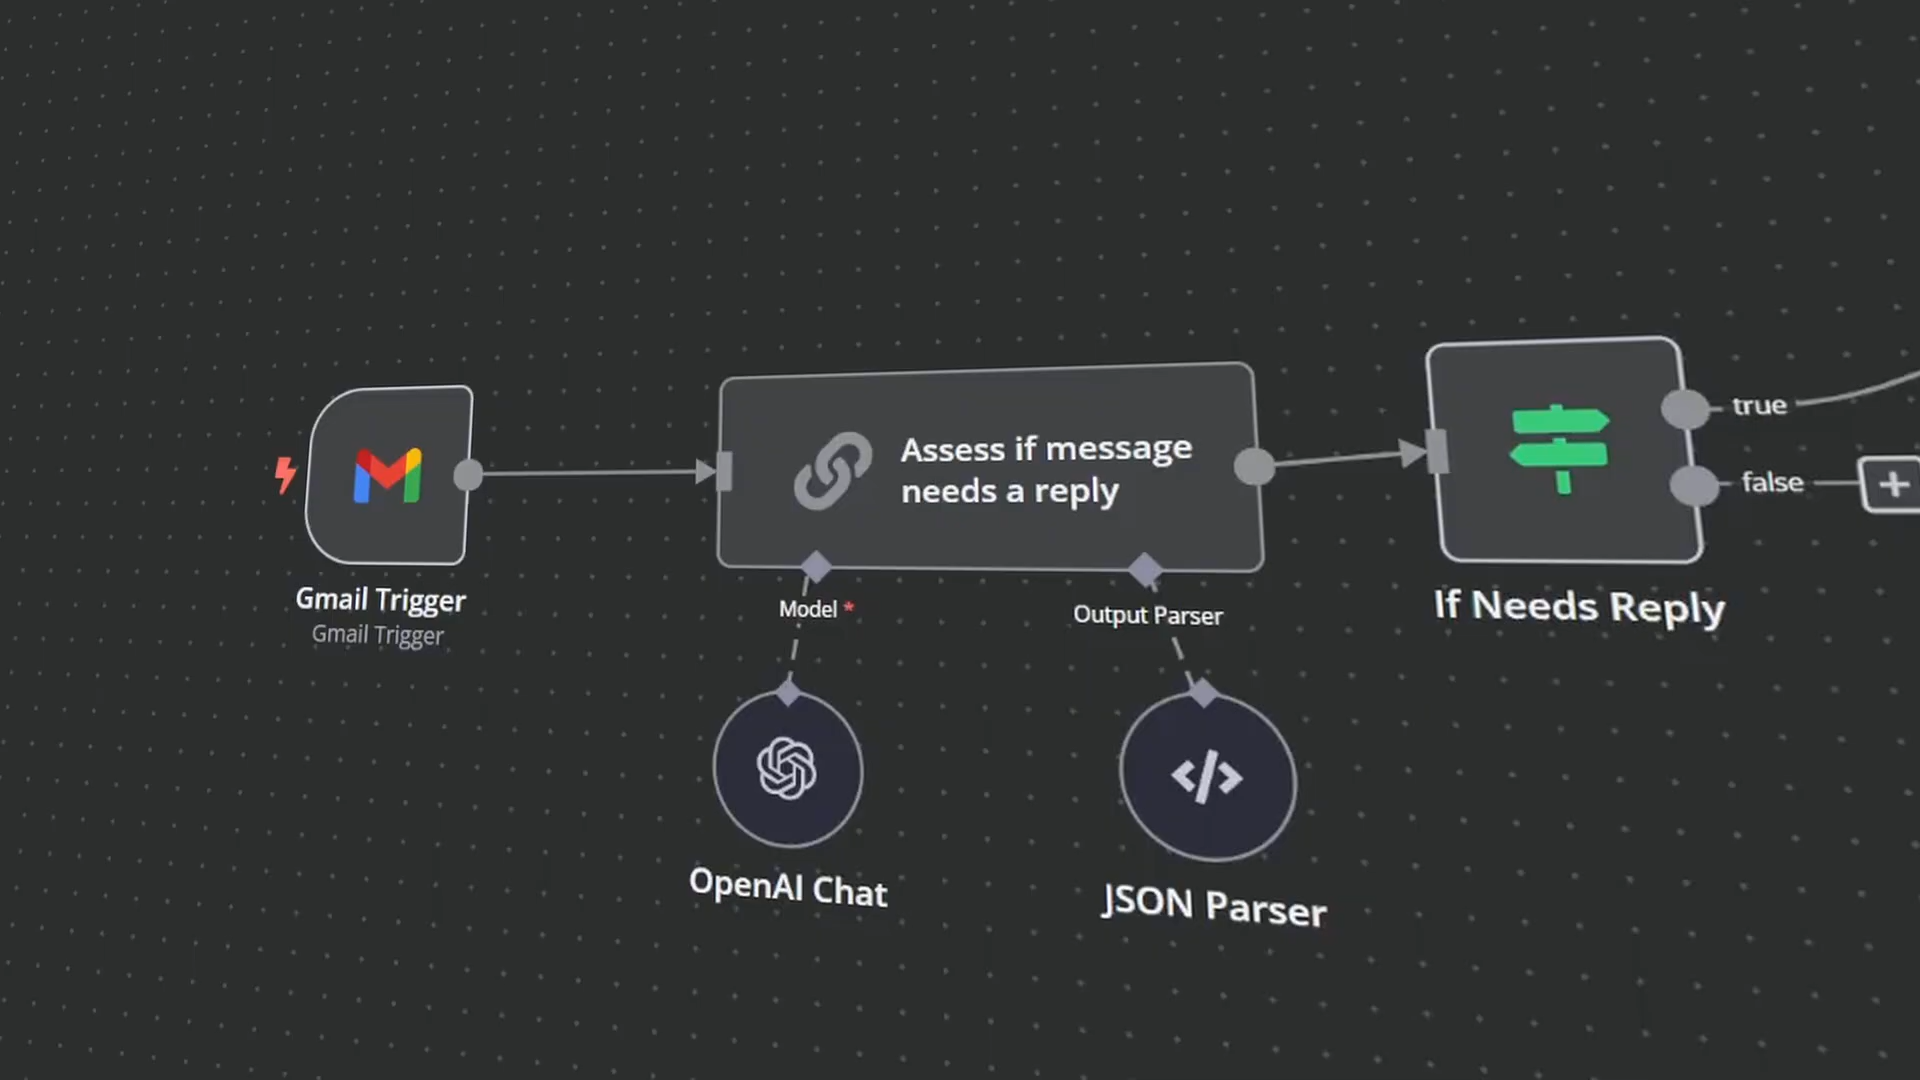 Assess if message
needs a reply
true
false
Gmail Trigger
Gmail Trigger
Model *
Output Parser
If Needs Reply
OpenAI Chat
JSON Parser